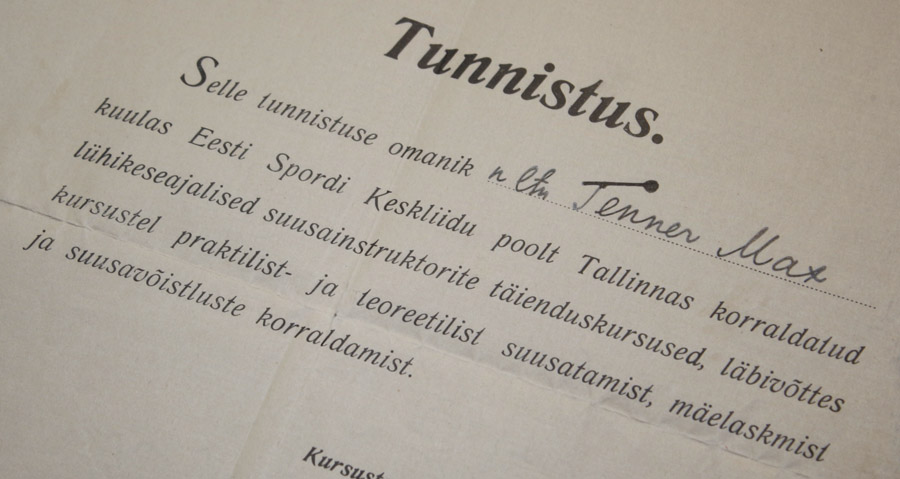 Tunnistus.
Selle tunnistuse omanik n ltn. Tenner Max
kuulas Eesti Spordi Keskliidu poolt Tallinnas korraldatud
lühikeseajalised suusainstruktorite täienduskursused, läbivõttes
kursustel praktilist- ja teoreetilist suusatamist, mäelaskmist
ja suusavõistluste korraldamist.